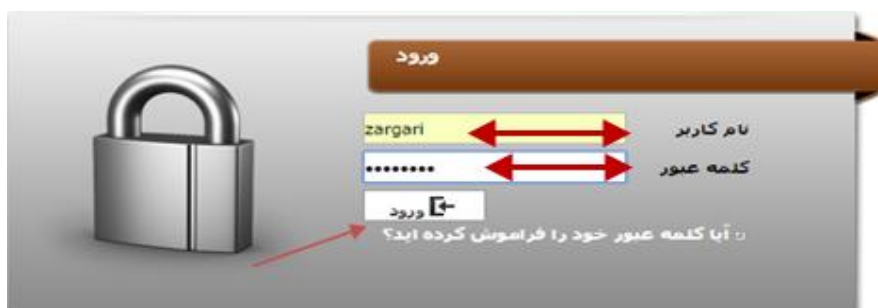 ورود
نام کاربر zargari
کلمه عبور ••••••••
ورود
آیا کلمه عبور خود را فراموش کرده اید؟